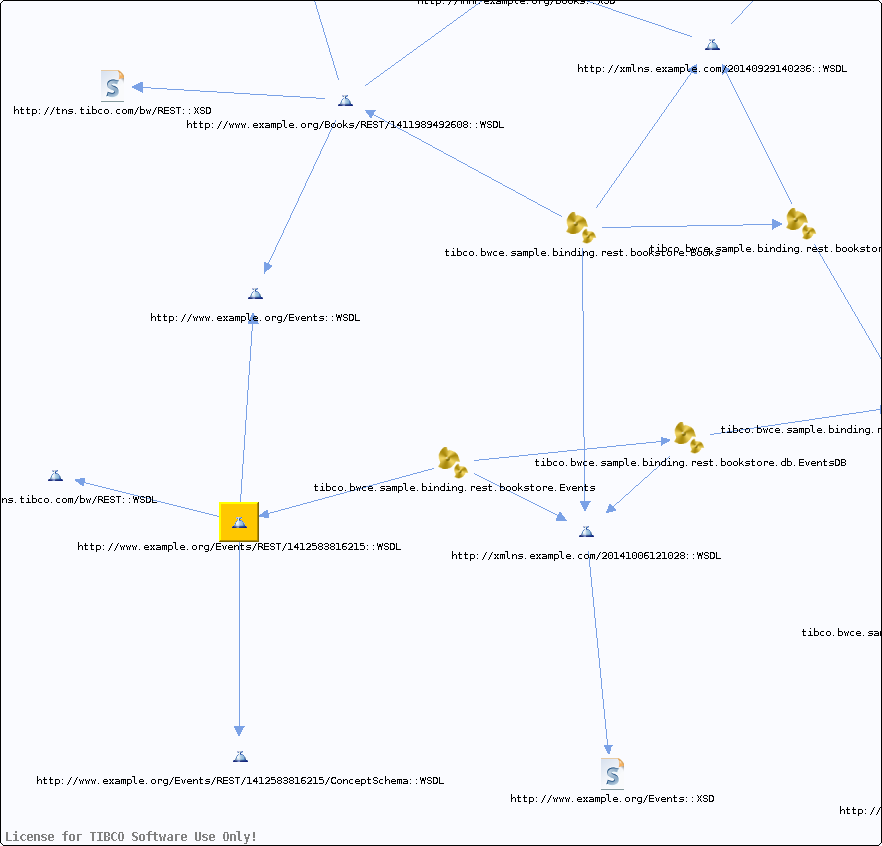 http://www.example.org/Books::XSD
http://xmlns.example.com/20140929140236::WSDL
http://tns.tibco.com/bw/REST::XSD
http://www.example.org/Books/REST/1411989492608::WSDL
tibco.bwce.sample.binding.rest.bookstore.Books
tibco.bwce.sample.binding.rest.bookstor
http://www.example.org/Events::WSDL
tibco.bwce.sample.binding.r
tibco.bwce.sample.binding.rest.bookstore.db.EventsDB
tibco.bwce.sample.binding.rest.bookstore.Events
ns.tibco.com/bw/REST::WSDL
http://www.example.org/Events/REST/1412583816215::WSDL
http://xmlns.example.com/20141006121028::WSDL
tibco.bwce.sa
http://www.example.org/Events/REST/1412583816215/ConceptSchema::WSDL
http://www.example.org/Events::XSD
http://
License for TIBCO Software Use Only!